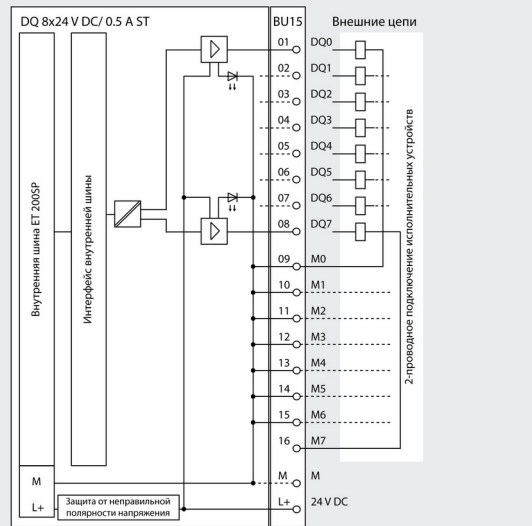 DQ 8x24 V DC/ 0.5 A ST
BU15
Внешние цепи
01 DQ0
02 DQ1
03 DQ2
04 DQ3
05 DQ4
06 DQ5
07 DQ6
08 DQ7
09 M0
10 M1
11 M2
12 M3
13 M4
14 M5
15 M6
16 M7
Внутренняя шина ET 200SP
Интерфейс внутренней шины
2-проводное подключение исполнительных устройств
M
M M
L+
Защита от неправильной
полярности напряжения
L+ 24 V DC